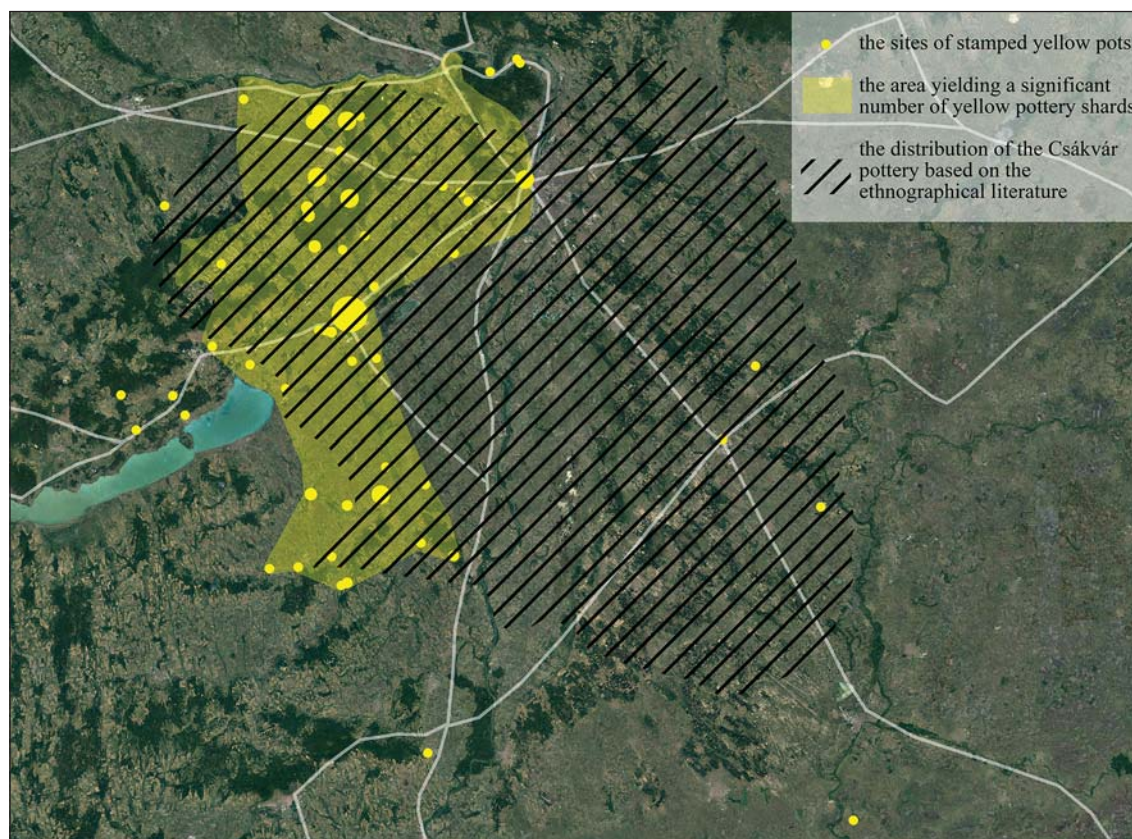 the sites of stamped yellow pots
the area yielding a significant
number of yellow pottery shards
the distribution of the Csákvár
pottery based on the
ethnographical literature